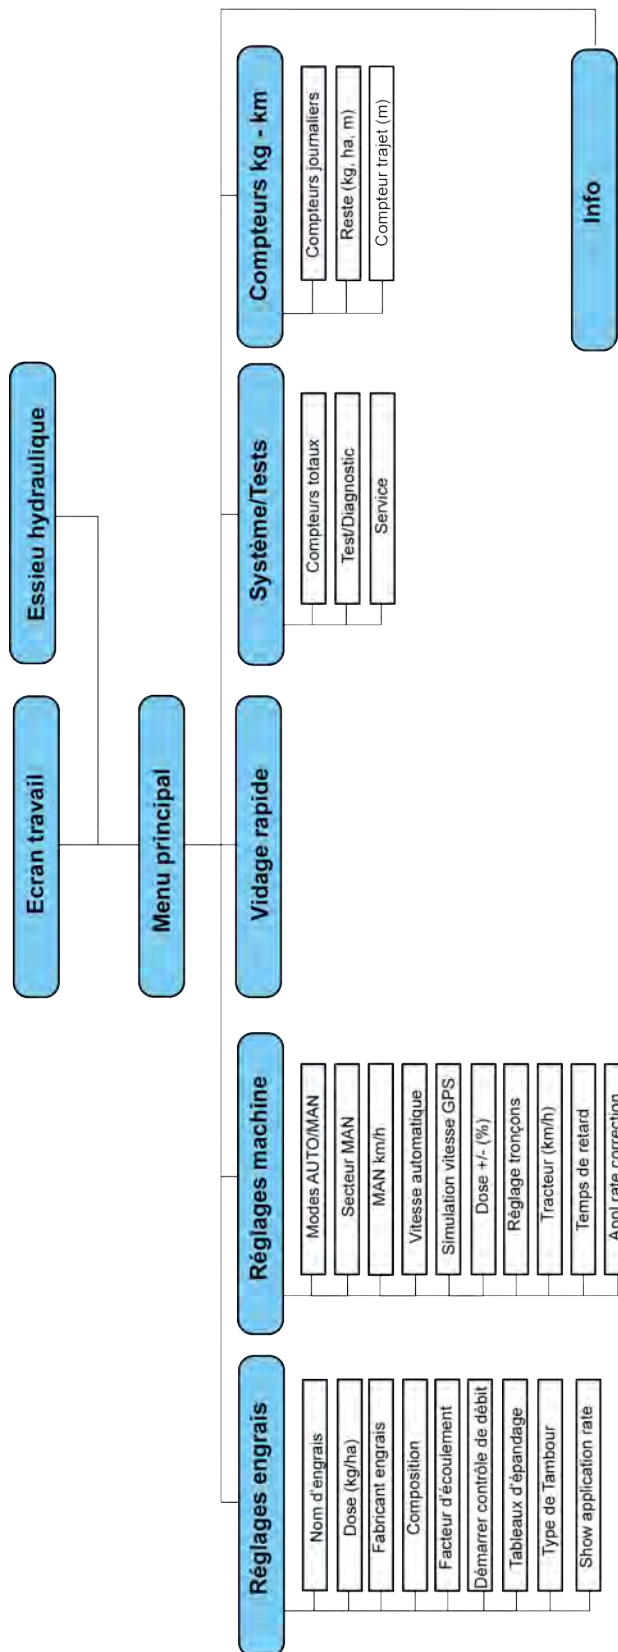 Ecran travail
Essieu hydraulique
Menu principal
Réglages engrais
Nom d'engrais
Dose (kg/ha)
Fabricant engrais
Composition
Facteur d'écoulement
Démarrer contrôle de débit
Tableaux d'épandage
Type de Tambour
Show application rate
Réglages machine
Modes AUTO/MAN
Secteur MAN
MAN km/h
Vitesse automatique
Simulation vitesse GPS
Dose +/- (%)
Réglage tronçons
Tracteur (km/h)
Temps de retard
Appl rate correction
Vidage rapide
Système/Tests
Compteurs totaux
Test/Diagnostic
Service
Compteurs kg - km
Compteurs journaliers
Reste (kg, ha, m)
Compteur trajet (m)
Info